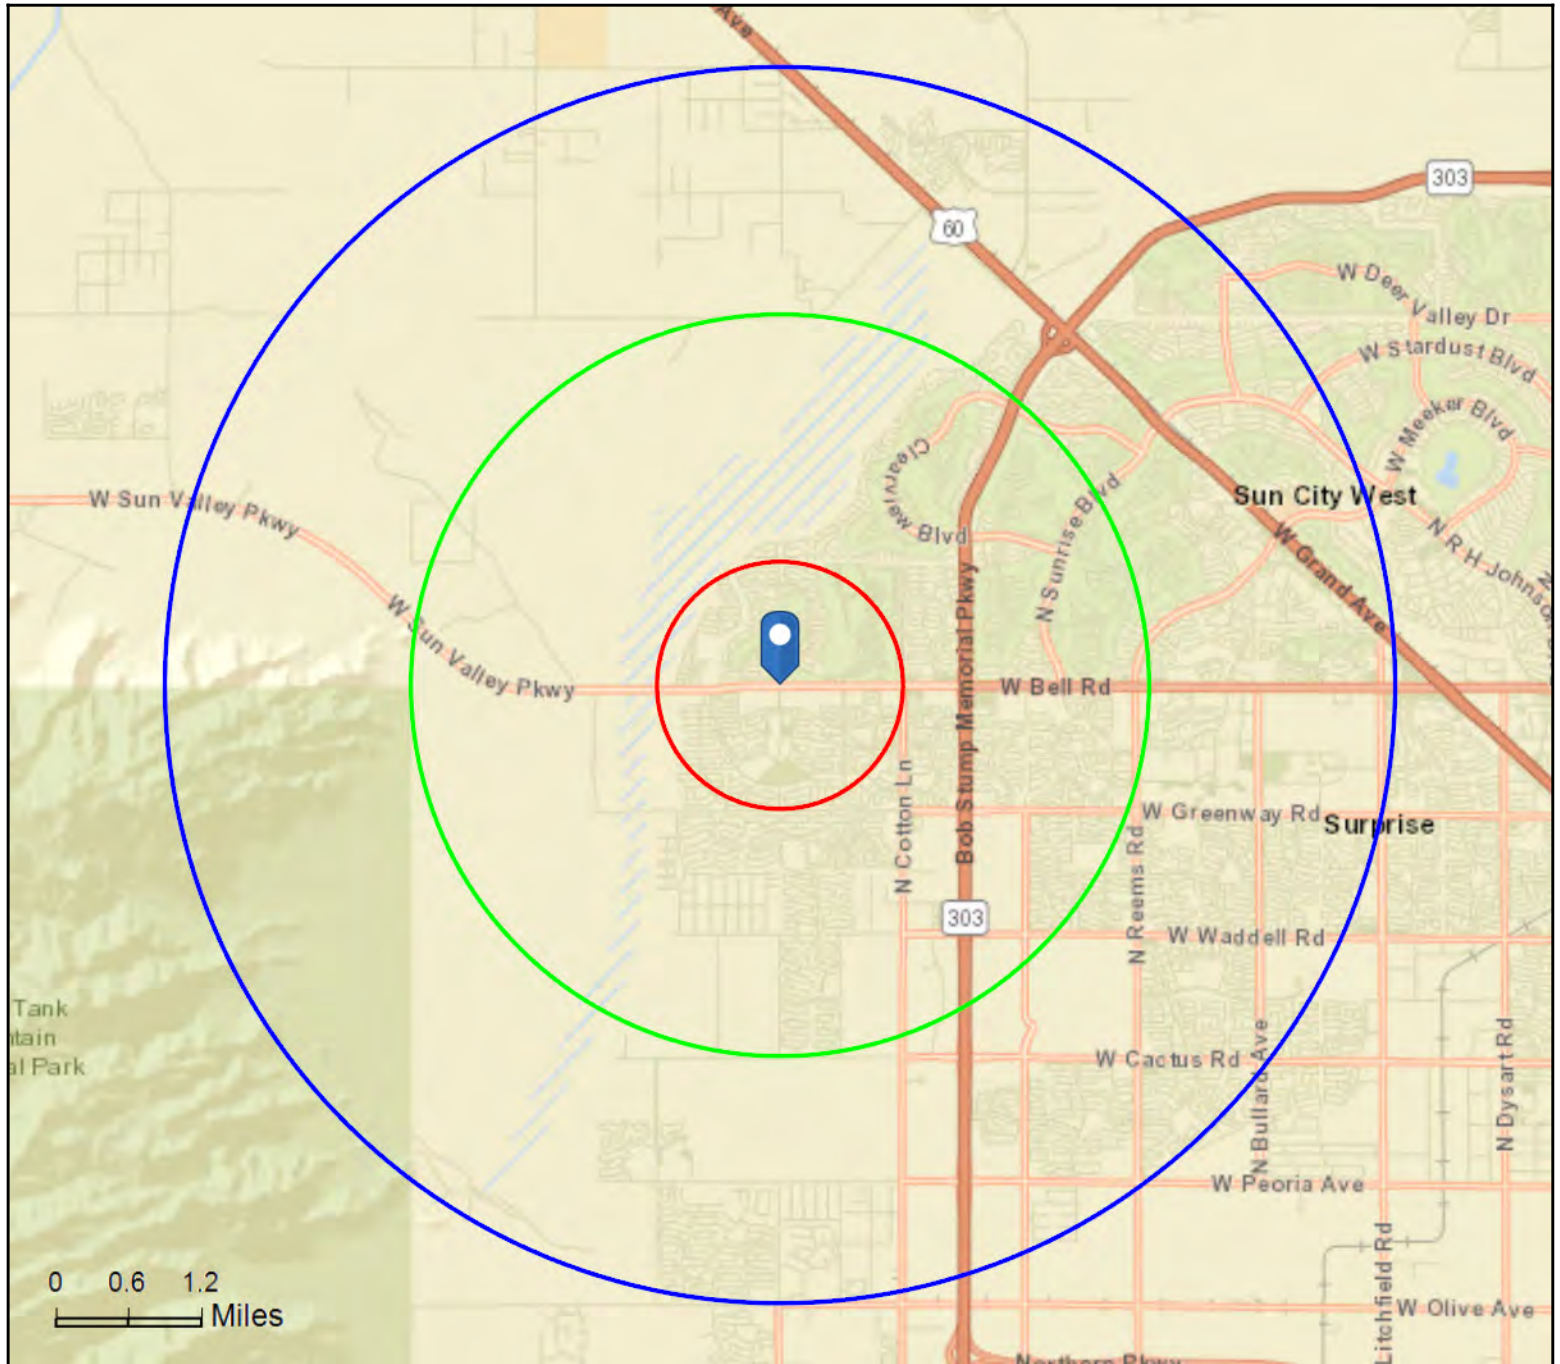 Ave
303
60
W Deer Valley Dr
W Stardust Blvd
W Meeker Blvd
Clearview Blvd
N Sunrise Blvd
Sun City West
W Sun Valley Pkwy
N R H Johnson
W Grand Ave
W Sun Valley Pkwy
W Bell Rd
Bob Stump Memorial Pkwy
N Cotton Ln
W Greenway Rd
Surprise
N Reems Rd
303
W Waddell Rd
Tank
ntain
al Park
W Cactus Rd
N Bullard Ave
N Dysart Rd
W Peoria Ave
Litchfield Rd
0 0.6 1.2
Miles
W Olive Ave
Northern Pkwy